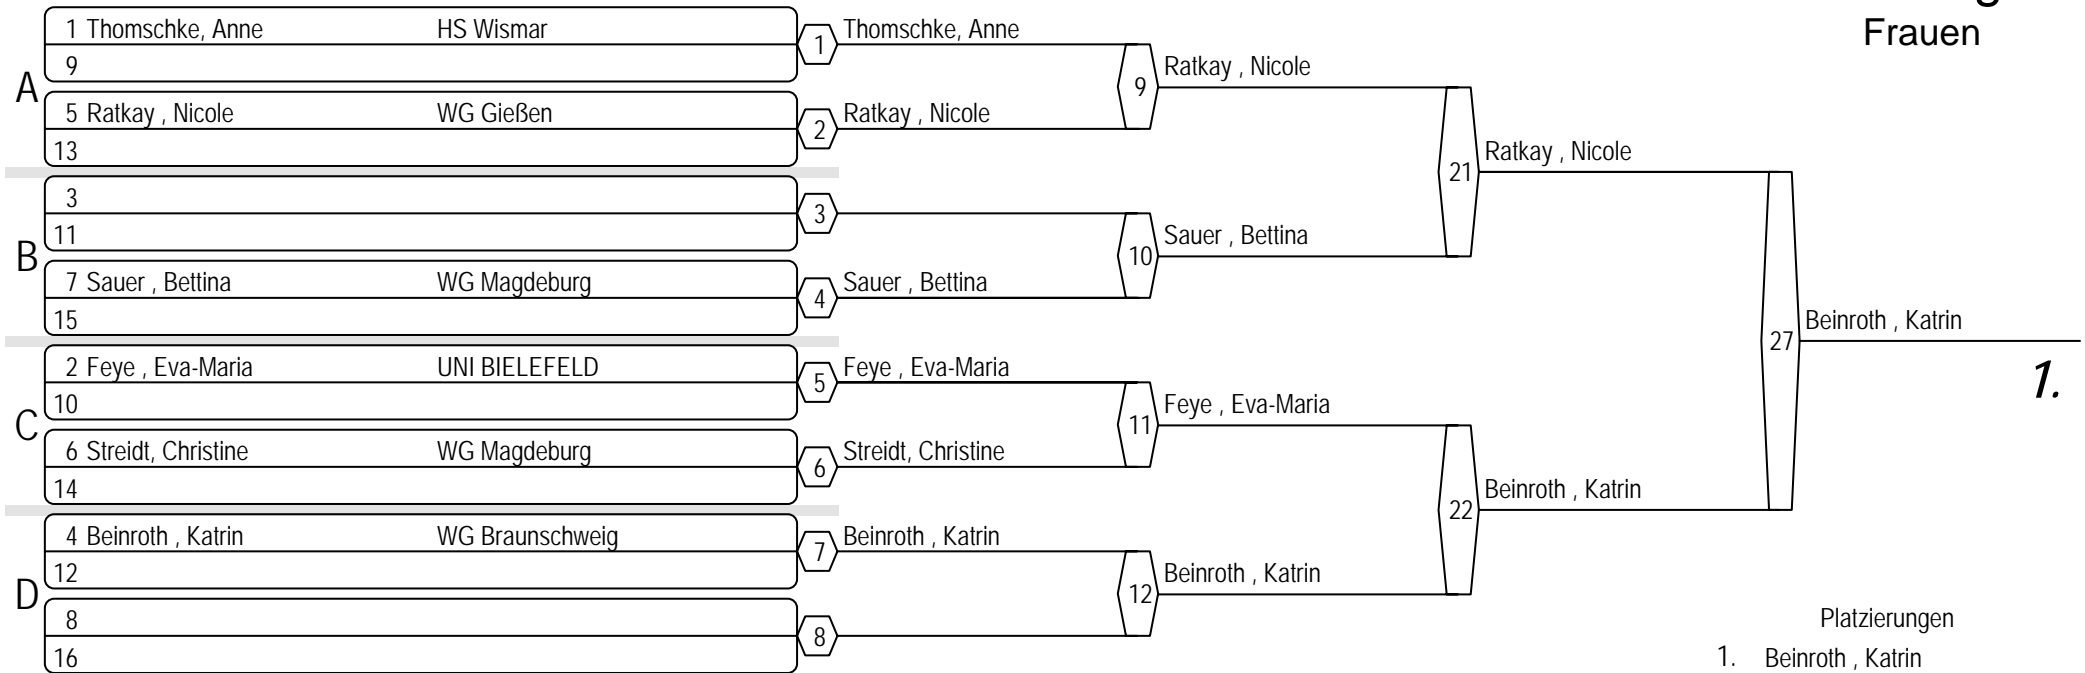 g
Frauen
1 Thomschke, Anne HS Wismar
9
A
5 Ratkay , Nicole WG Gießen
13
3
11
B
7 Sauer , Bettina WG Magdeburg
15
2 Feye , Eva-Maria UNI BIELEFELD
10
C
6 Streidt, Christine WG Magdeburg
14
4 Beinroth , Katrin WG Braunschweig
12
D
8
16
1 Thomschke, Anne
2 Ratkay , Nicole
3
4 Sauer , Bettina
5 Feye , Eva-Maria
6 Streidt, Christine
7 Beinroth , Katrin
8
9 Ratkay , Nicole
10 Sauer , Bettina
11 Feye , Eva-Maria
12 Beinroth , Katrin
21 Ratkay , Nicole
22 Beinroth , Katrin
27 Beinroth , Katrin
1.
Platzierungen
1. Beinroth , Katrin